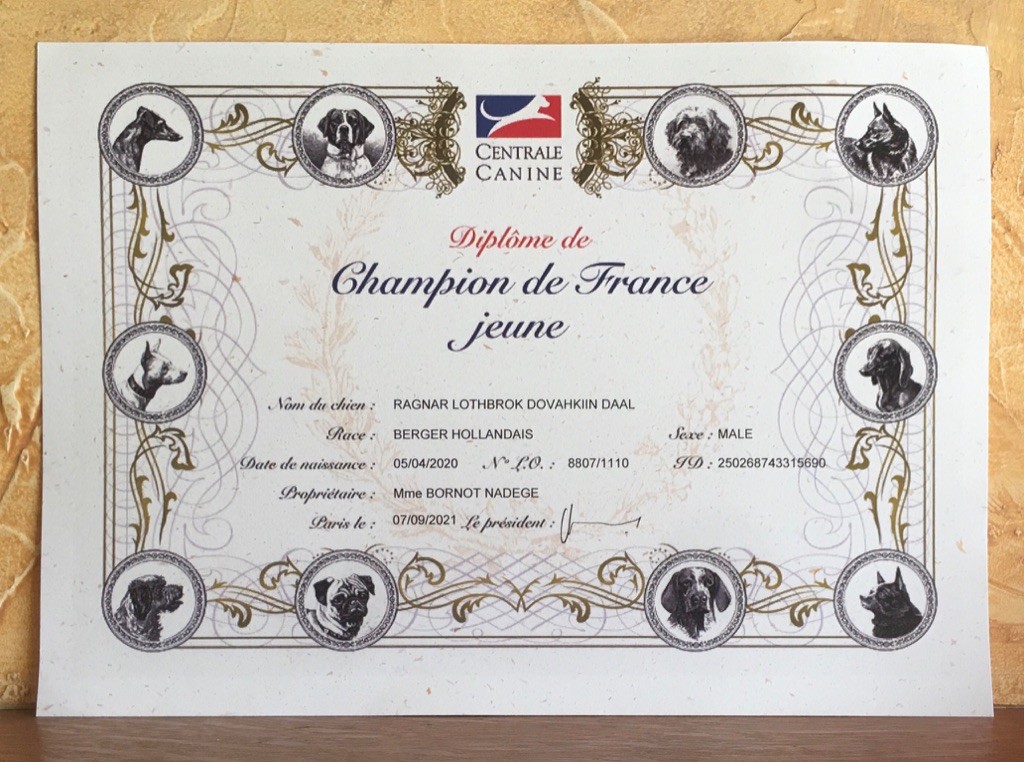 CENTRALE
CANINE
Diplôme de
Champion de France
jeune
Nom du chien : RAGNAR LOTHBROK DOVAHKIIN DAAL
Race : BERGER HOLLANDAIS Sexe : MALE
Date de naissance : 05/04/2020 N° L.O. : 8807/1110 ID : 250268743315690
Propriétaire : Mme BORNOT NADEGE
Paris le : 07/09/2021 Le président :